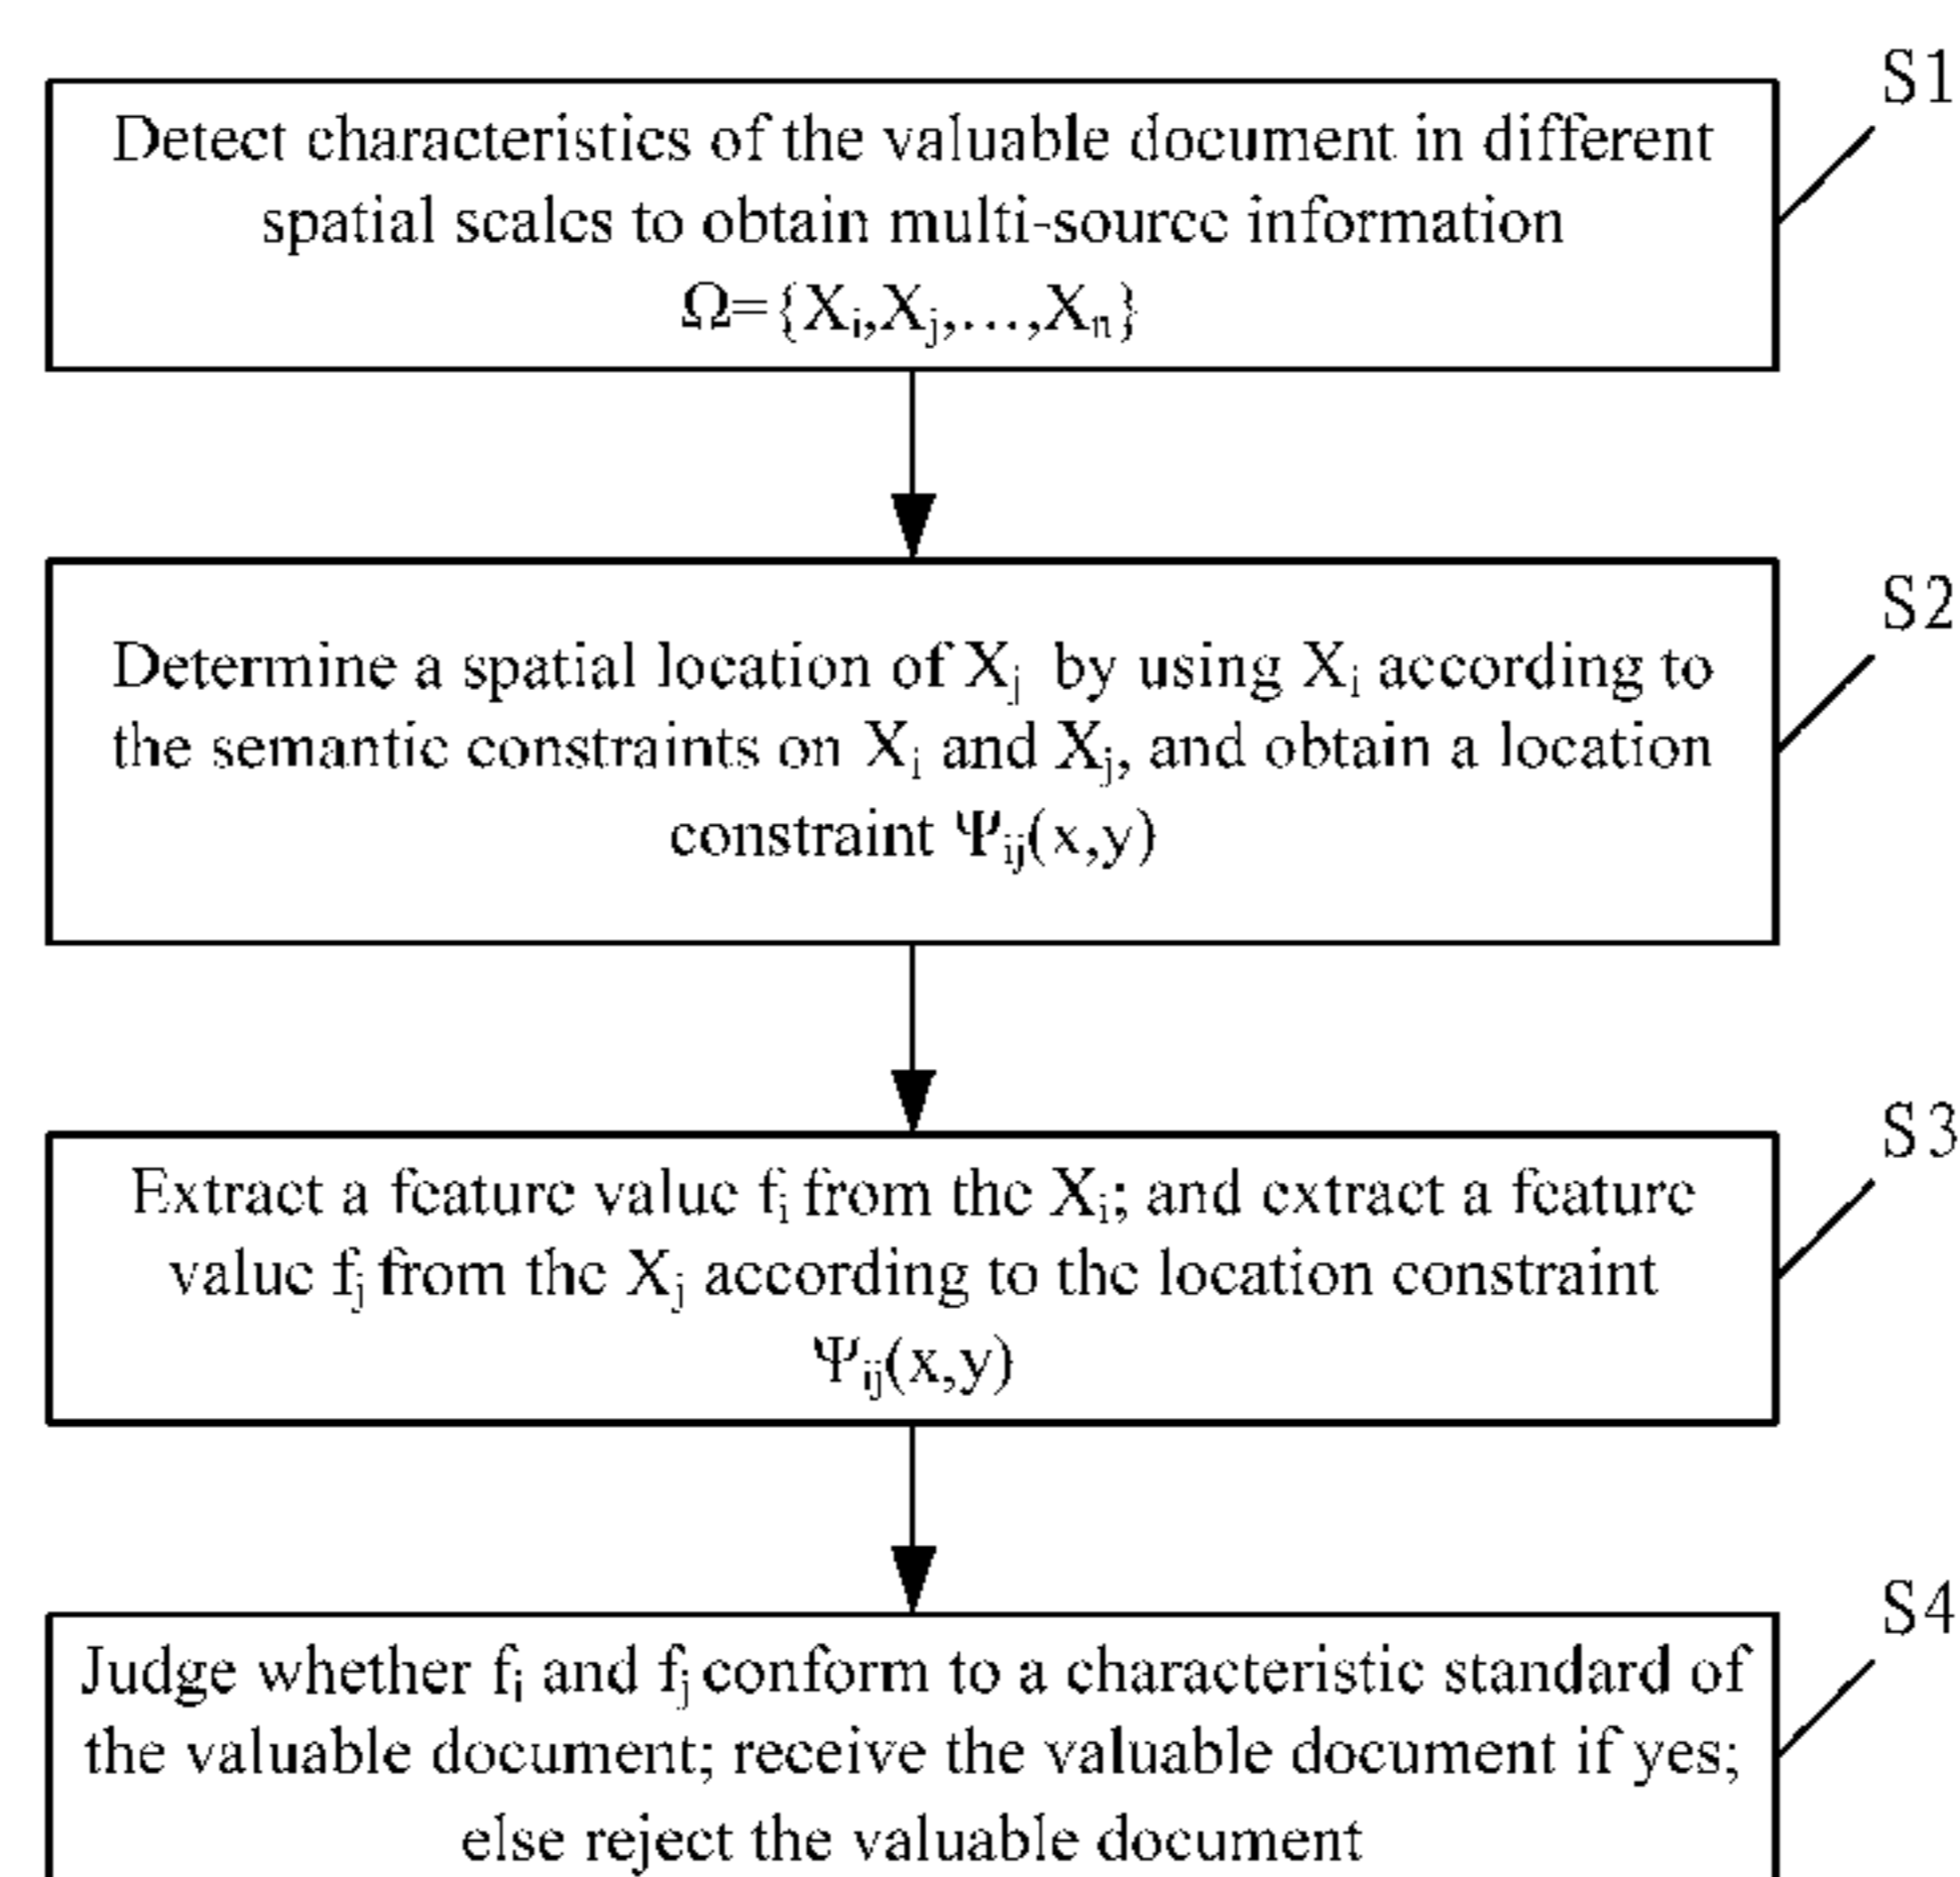 S1
Detect characteristics of the valuable document in different
spatial scales to obtain multi-source information
Ω={Xᵢ,Xⱼ,…,Xₙ}
S2
Determine a spatial location of Xⱼ by using Xᵢ according to
the semantic constraints on Xᵢ and Xⱼ, and obtain a location
constraint Ψᵢⱼ(x,y)
S3
Extract a feature value fᵢ from the Xᵢ; and extract a feature
value fⱼ from the Xⱼ according to the location constraint
Ψᵢⱼ(x,y)
S4
Judge whether fᵢ and fⱼ conform to a characteristic standard of
the valuable document; receive the valuable document if yes;
else reject the valuable document